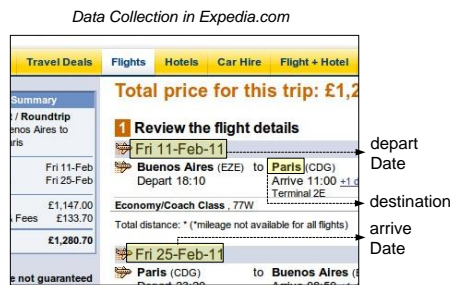 Data Collection in Expedia.com
Travel Deals Flights Hotels Car Hire Flight + Hotel
Summary
/ Roundtrip
enos Aires to
aris
Fri 11-Feb
Fri 25-Feb
£1,147.00
& Fees £133.70
£1,280.70
e not guaranteed
Total price for this trip: £1,2
1 Review the flight details
Fri 11-Feb-11
Buenos Aires (EZE) to Paris (CDG)
Depart 18:10 Arrive 11:00 +1 d
Terminal 2E
Economy/Coach Class , 77W
Total distance: * (*mileage not available for all flights)
Fri 25-Feb-11
Paris (CDG) to Buenos Aires (E
depart
Date
destination
arrive
Date